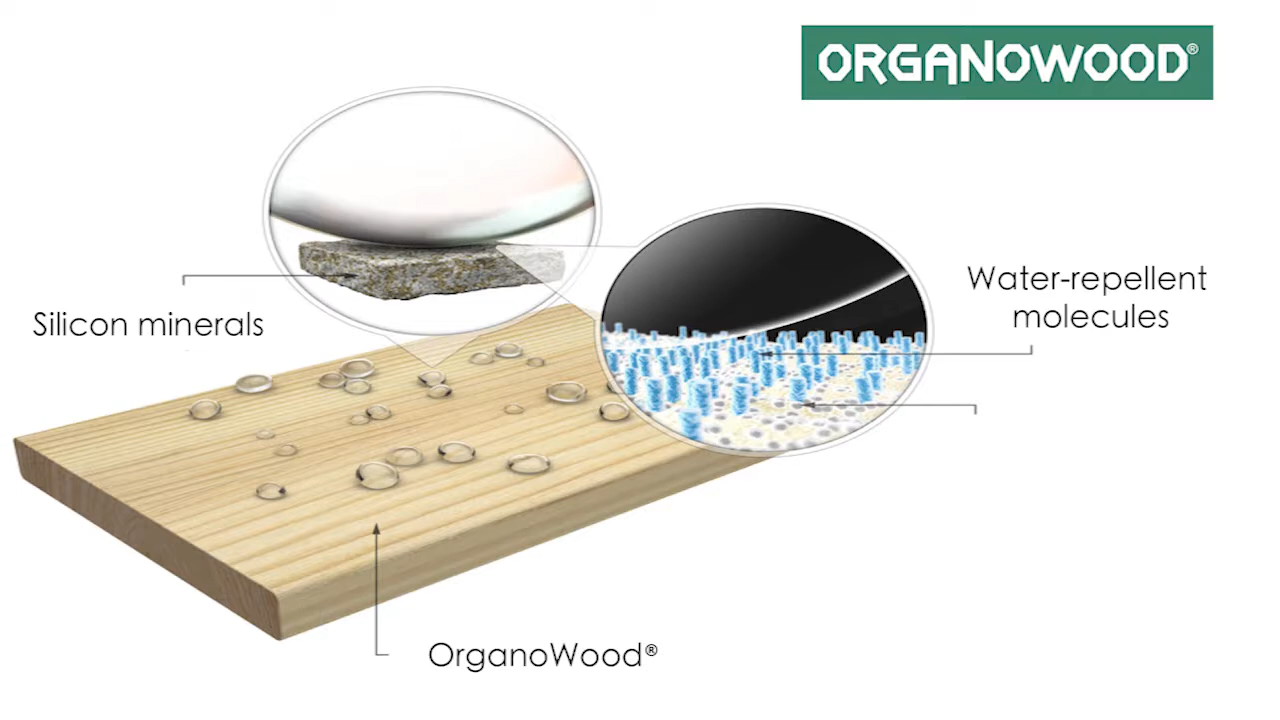 ORGANOWOOD®
Silicon minerals
Water-repellent
molecules
OrganoWood®